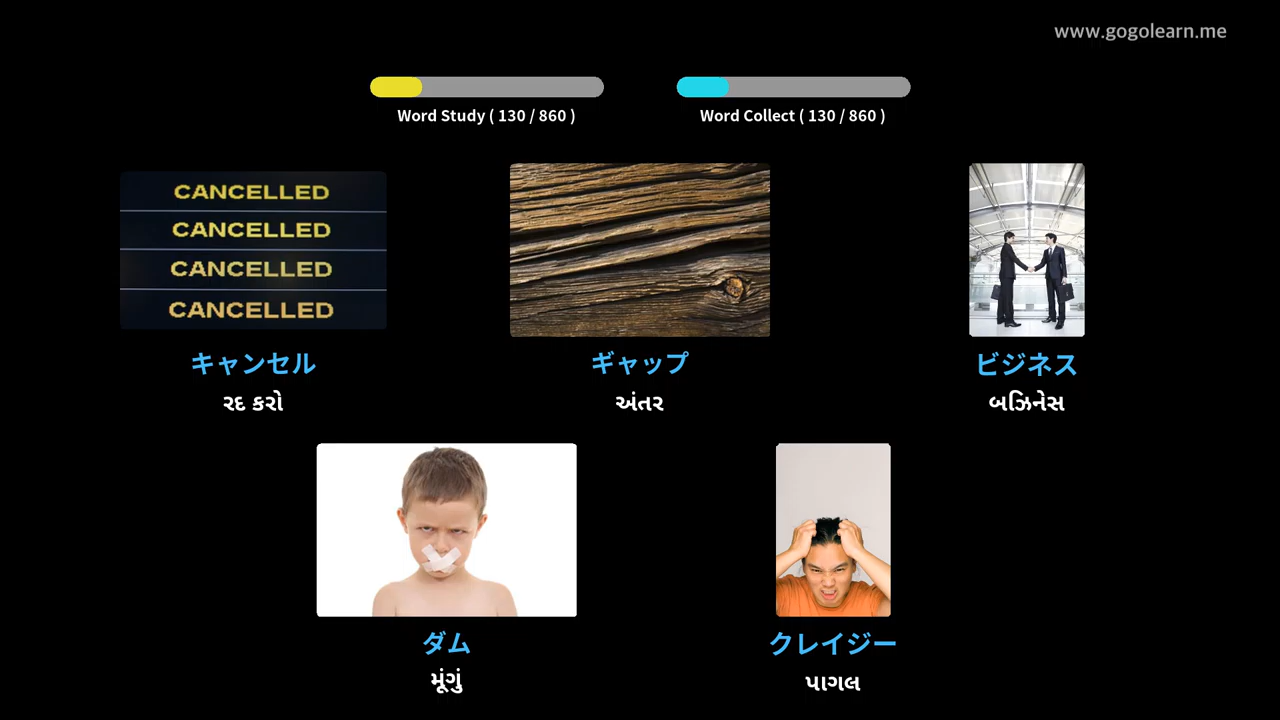 www.gogolearn.me
Word Study ( 130 / 860 )
Word Collect ( 130 / 860 )
CANCELLED
CANCELLED
CANCELLED
CANCELLED
キャンセル
રદ કરો
ギャップ
અંતર
ビジネス
બઝિનેસ
ダム
મૂંગું
クレイジー
પાગલ